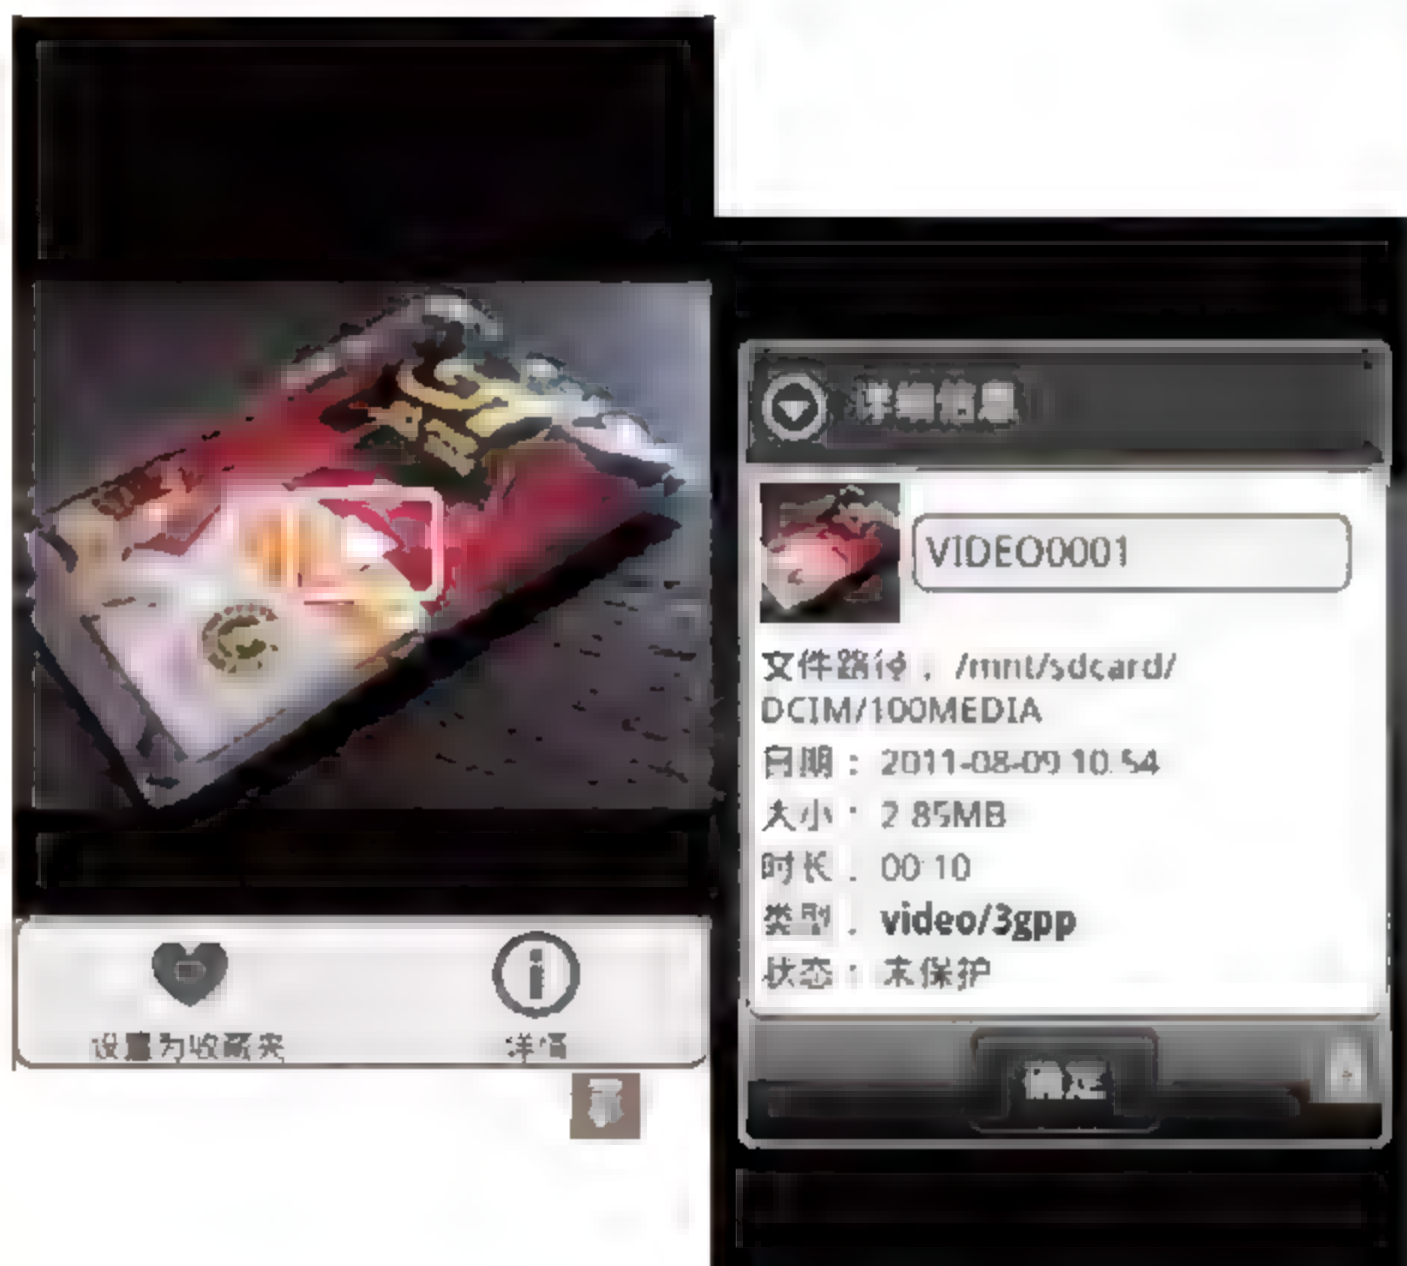 设置为收藏夹
详情
详细信息
VIDEO0001
文件路径：/mnt/sdcard/
DCIM/100MEDIA
日期：2011-08-09 10:54
大小：2.85MB
时长：00:10
类型：video/3gpp
状态：未保护
确定